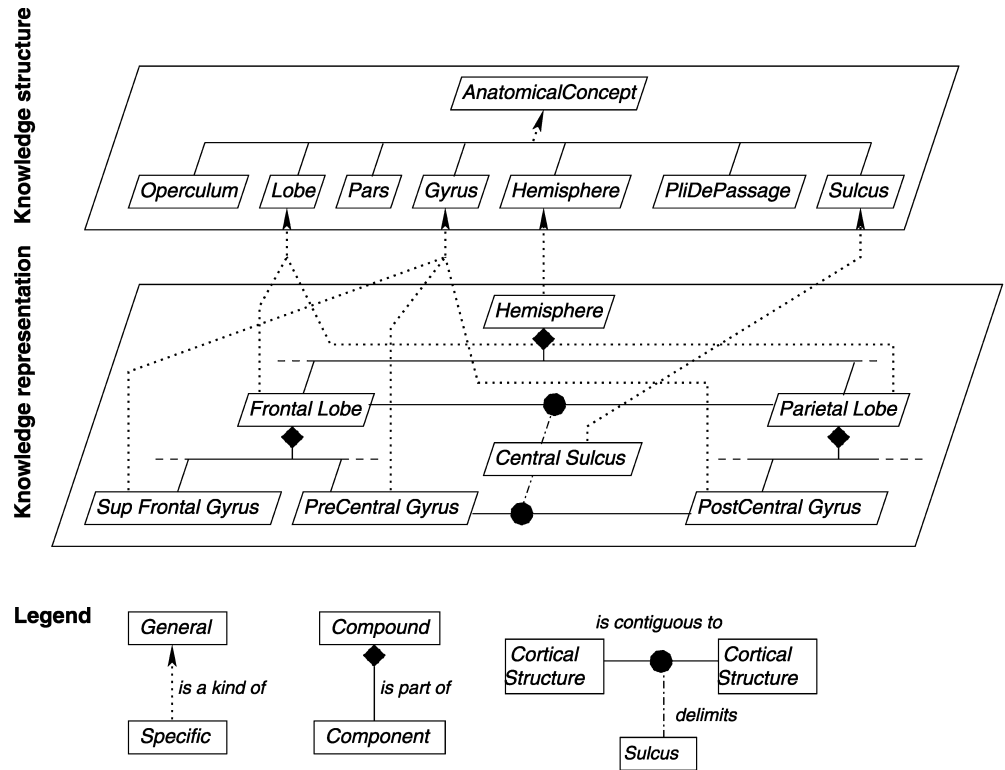 Knowledge structure
AnatomicalConcept
Operculum
Lobe
Pars
Gyrus
Hemisphere
PliDePassage
Sulcus
Knowledge representation
Hemisphere
Frontal Lobe
Parietal Lobe
Central Sulcus
Sup Frontal Gyrus
PreCentral Gyrus
PostCentral Gyrus
Legend
General
is a kind of
Specific
Compound
is part of
Component
is contiguous to
Cortical
Structure
Cortical
Structure
delimits
Sulcus